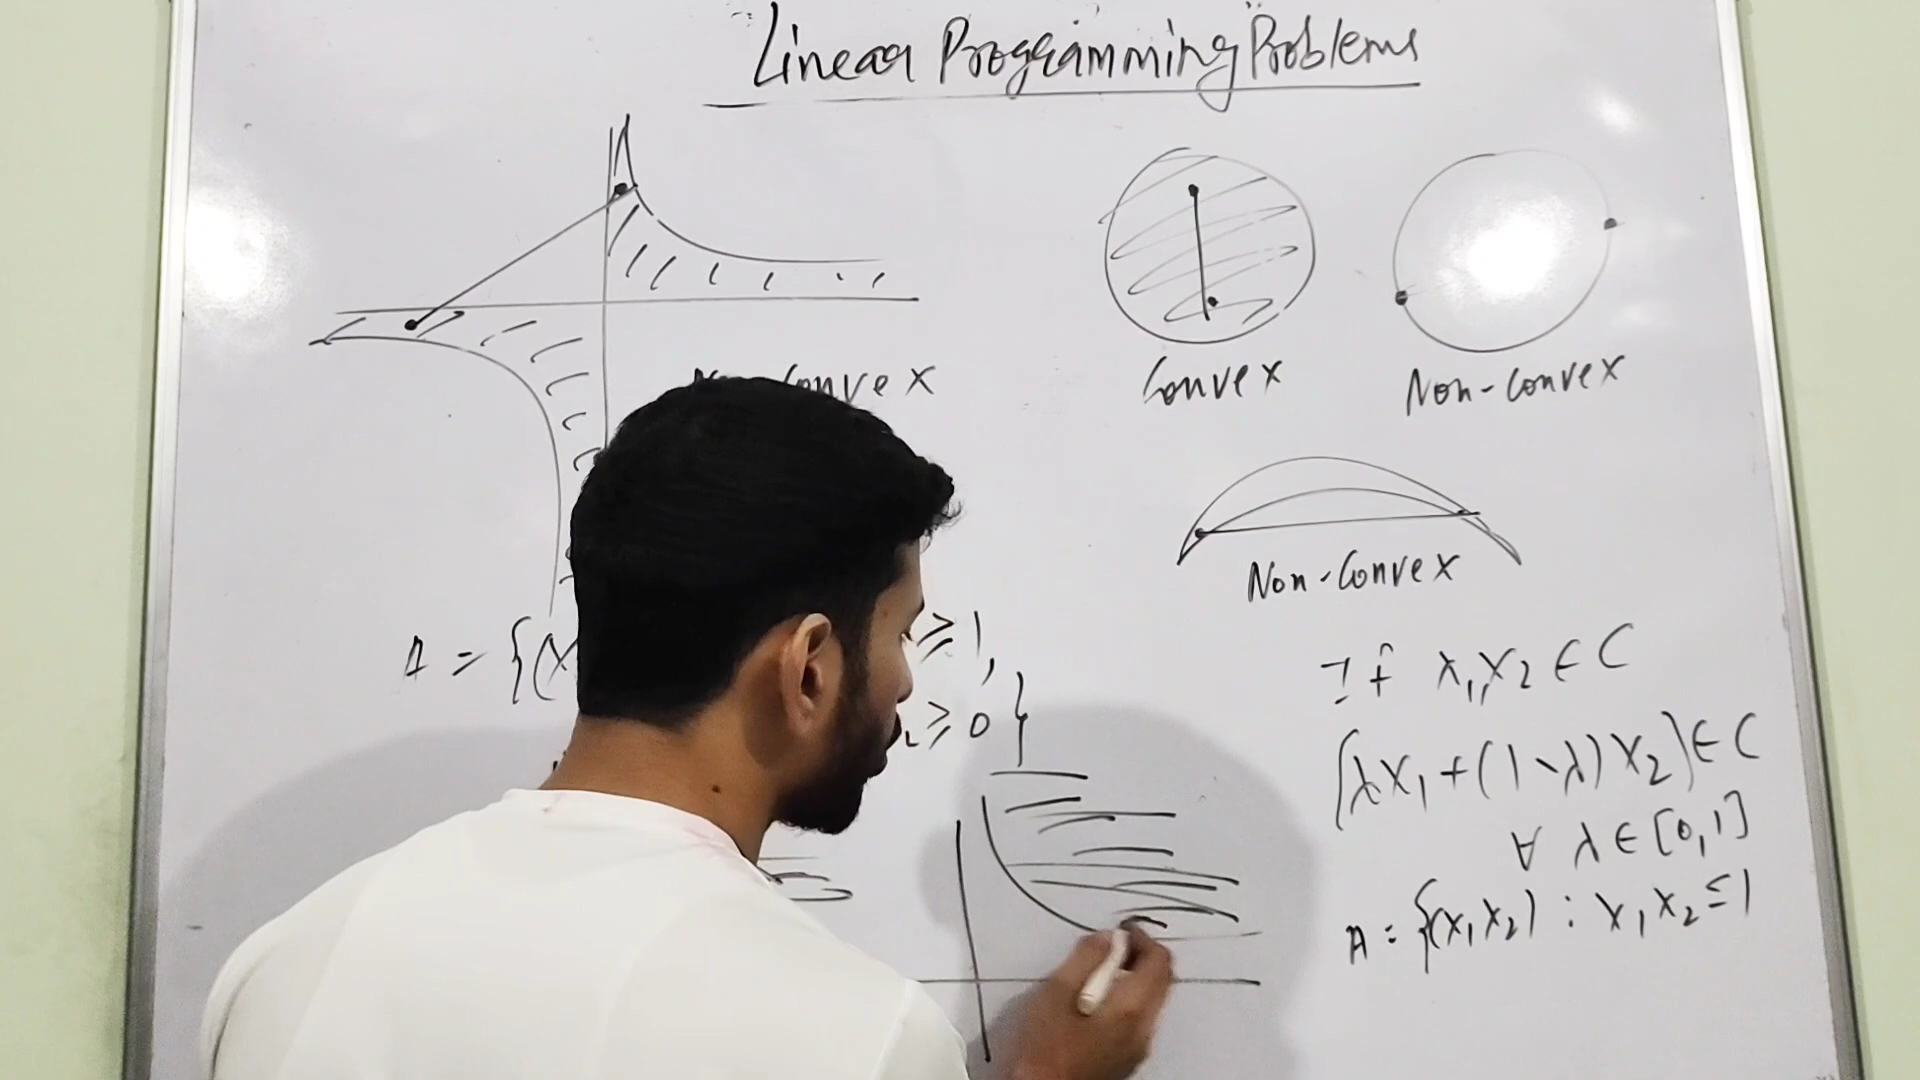 Linear Programming Problems
Convex
Convex
Non-Convex
Non-Convex
A = {(x
≥ 1,
≥ 0}
If x₁, x₂ ∈ C
[λx₁ + (1-λ) x₂] ∈ C
∀ λ ∈ [0,1]
A = {(x₁ x₂) : x₁ x₂ ≤ 1